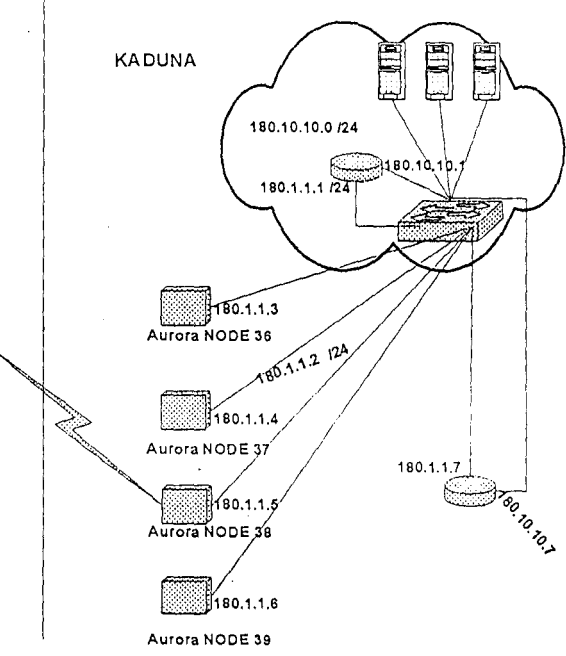 KADUNA
180.10.10.0 /24
180.10.10.1
180.1.1.1 /24
180.1.1.3
Aurora NODE 36
180.1.1.2 /24
180.1.1.4
Aurora NODE 37
180.1.1.7
180.10.10.7
180.1.1.5
Aurora NODE 38
180.1.1.6
Aurora NODE 39